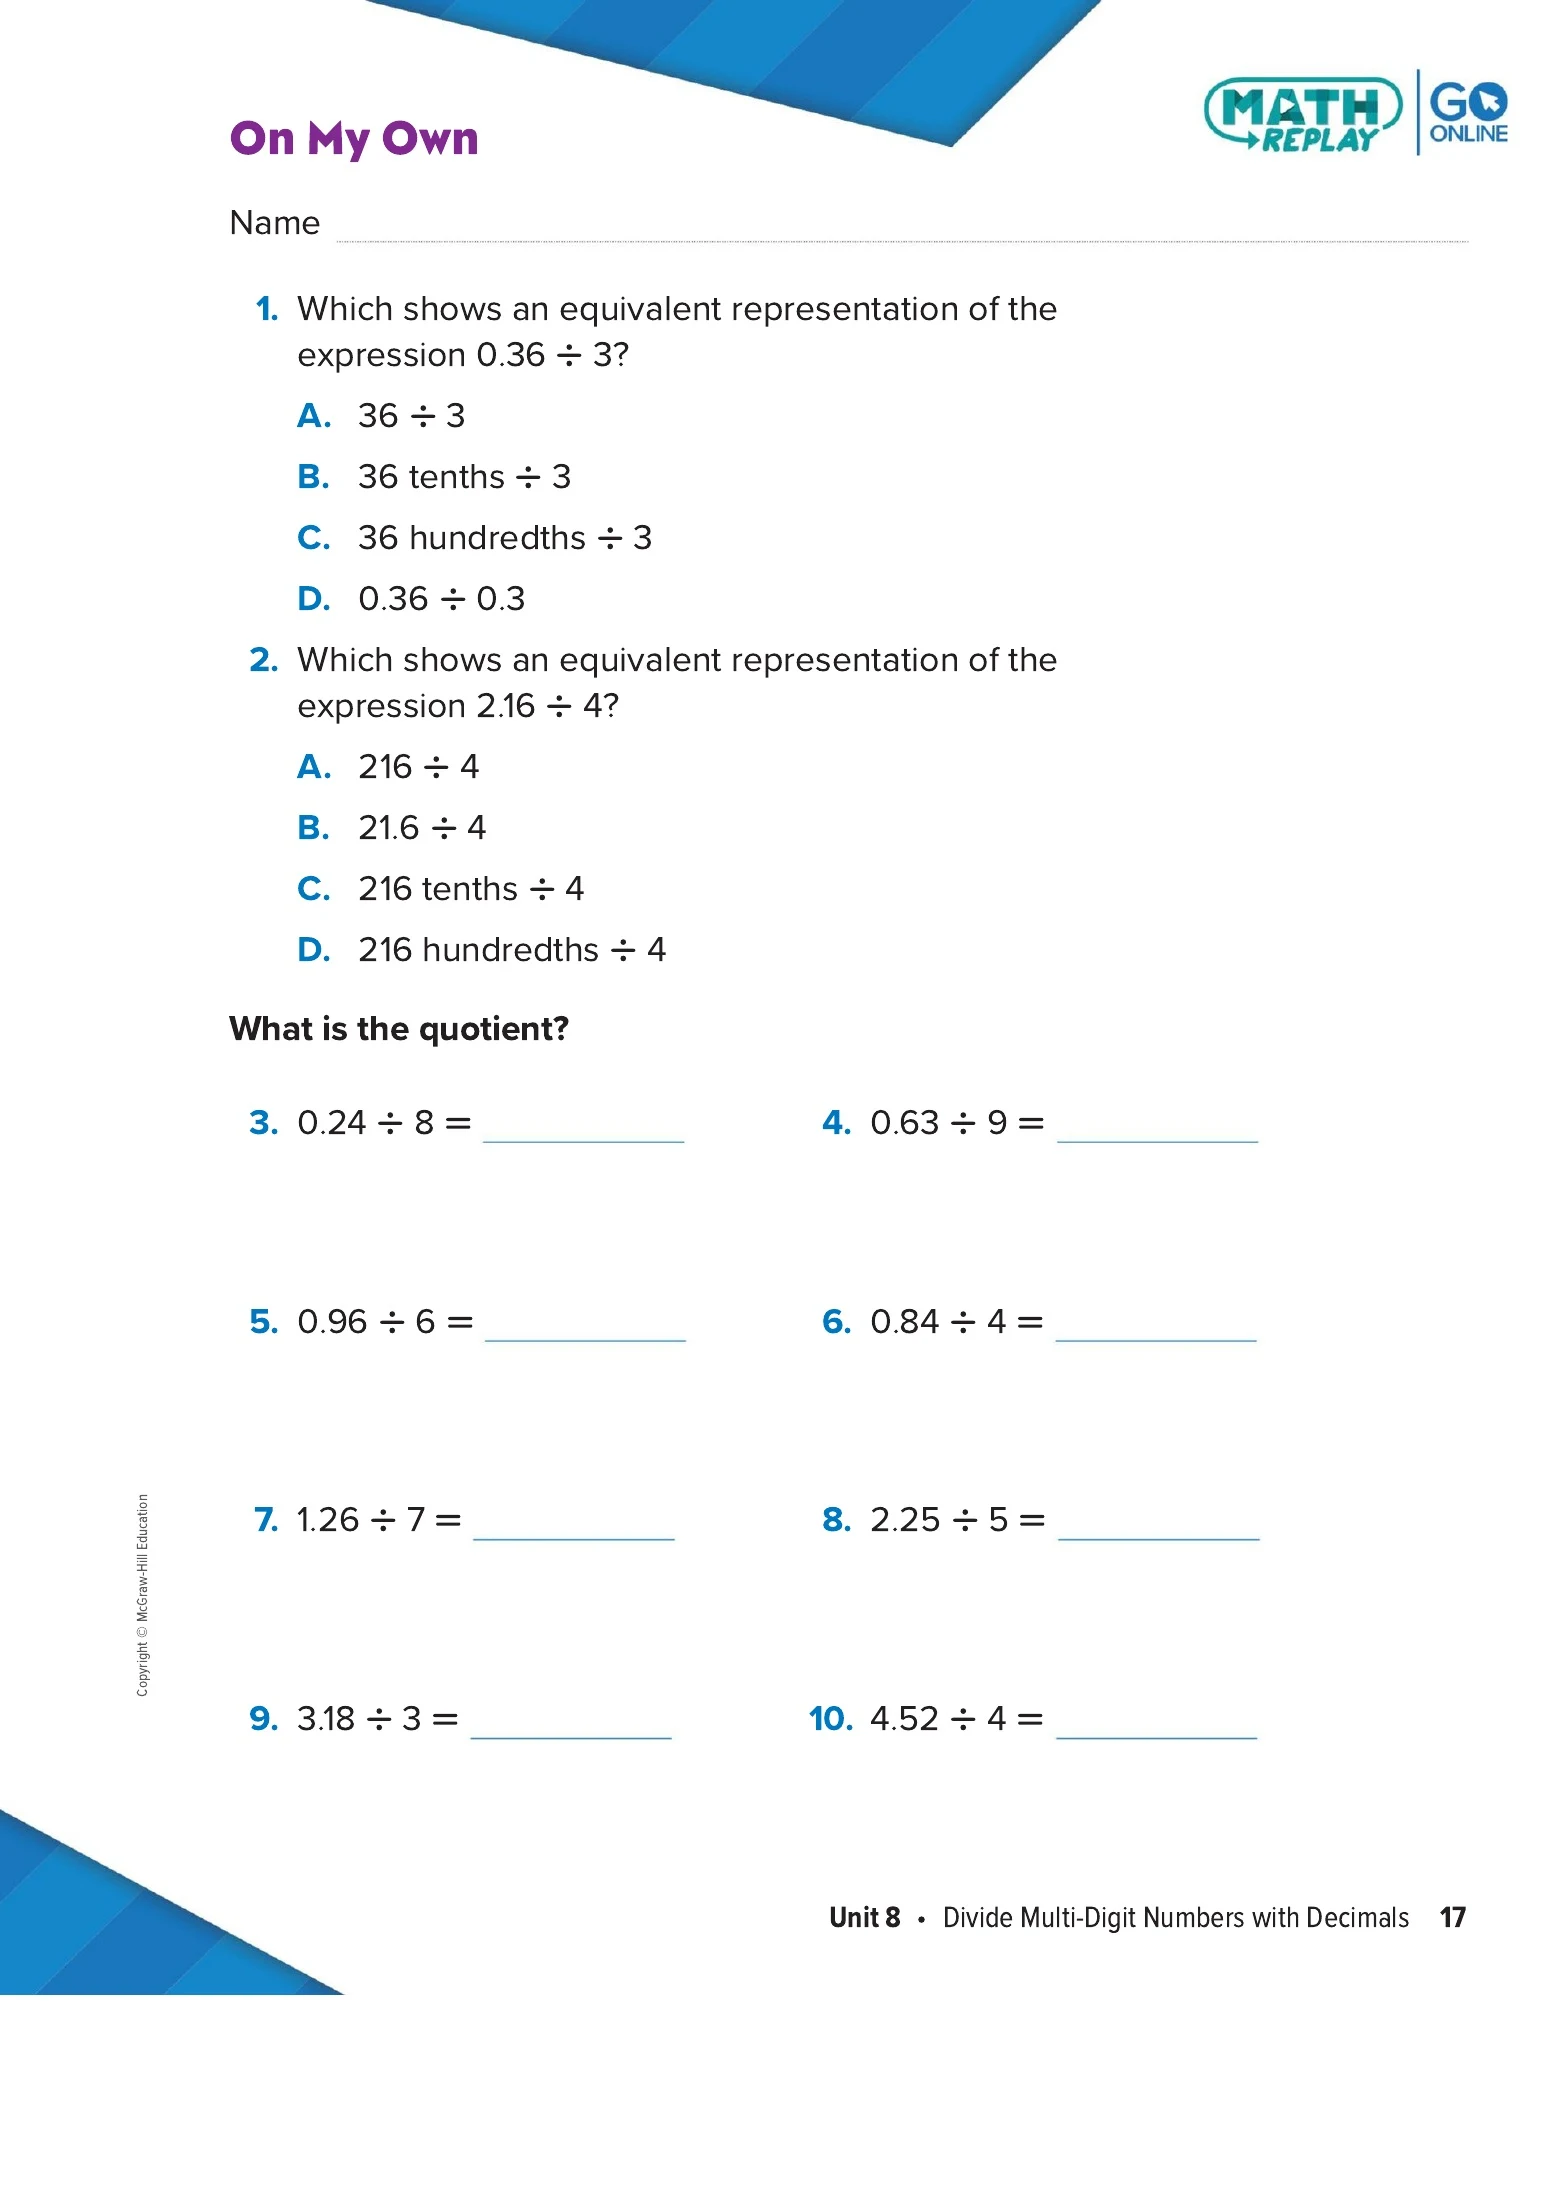 MATH
REPLAY
GO
ONLINE
On My Own
Name
1. Which shows an equivalent representation of the
expression 0.36 ÷ 3?
A. 36 ÷ 3
B. 36 tenths ÷ 3
C. 36 hundredths ÷ 3
D. 0.36 ÷ 0.3
2. Which shows an equivalent representation of the
expression 2.16 ÷ 4?
A. 216 ÷ 4
B. 21.6 ÷ 4
C. 216 tenths ÷ 4
D. 216 hundredths ÷ 4
What is the quotient?
3. 0.24 ÷ 8 =
4. 0.63 ÷ 9 =
5. 0.96 ÷ 6 =
6. 0.84 ÷ 4 =
7. 1.26 ÷ 7 =
8. 2.25 ÷ 5 =
9. 3.18 ÷ 3 =
10. 4.52 ÷ 4 =
Copyright © McGraw-Hill Education
Unit 8 • Divide Multi-Digit Numbers with Decimals 17